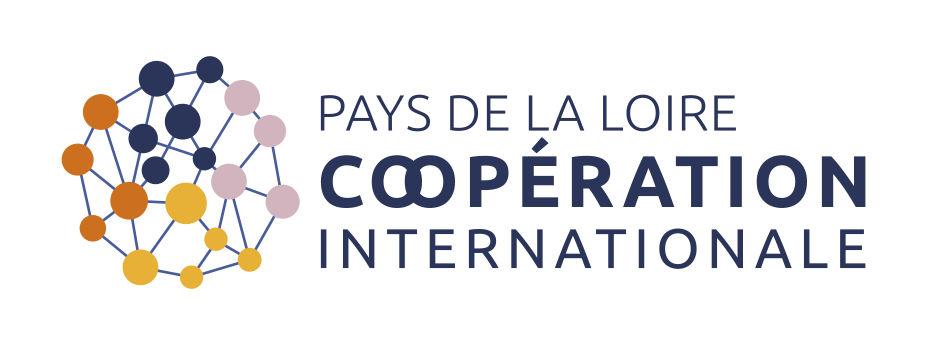 PAYS DE LA LOIRE
COOPÉRATION
INTERNATIONALE